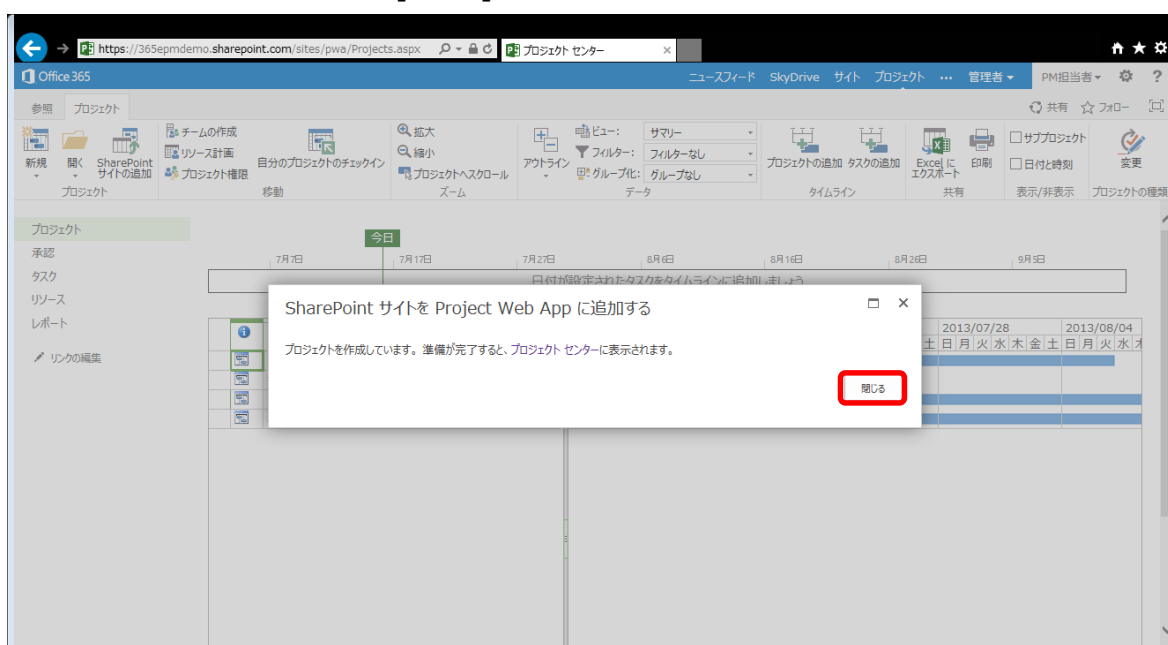 https://365epmdemo.sharepoint.com/sites/pwa/Projects.aspx
プロジェクト センター
Office 365
ニュースフィード SkyDrive サイト プロジェクト ··· 管理者 PM担当者 ?
参照 プロジェクト
共有 フォロー
新規
開く
SharePoint サイトの追加
チームの作成
リソース計画
プロジェクト権限
自分のプロジェクトのチェックイン
拡大
縮小
プロジェクトへスクロール
アウトライン
ビュー: サマリー
フィルター: フィルターなし
グループ化: グループなし
プロジェクトの追加 タスクの追加
Excel に エクスポート
印刷
サブプロジェクト
日付と時刻
変更
プロジェクト 移動 ズーム データ タイムライン 共有 表示/非表示 プロジェクトの種類
プロジェクト
承認
タスク
リソース
レポート
リンクの編集
今日
7月7日 7月17日 7月27日 8月6日 8月16日 8月26日 9月5日
日付が設定されたタスクをタイムラインに追加しましょう
SharePoint サイトを Project Web App に追加する
プロジェクトを作成しています。準備が完了すると、プロジェクト センターに表示されます。
閉じる
2013/07/28 2013/08/04
土 日 月 火 水 木 金 土 日 月 火 水